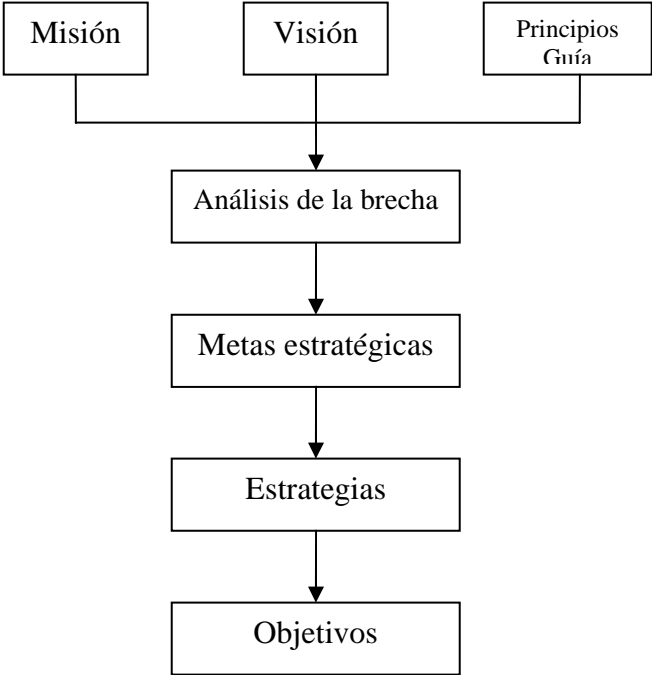 Misión
Visión
Principios
Guía
Análisis de la brecha
Metas estratégicas
Estrategias
Objetivos